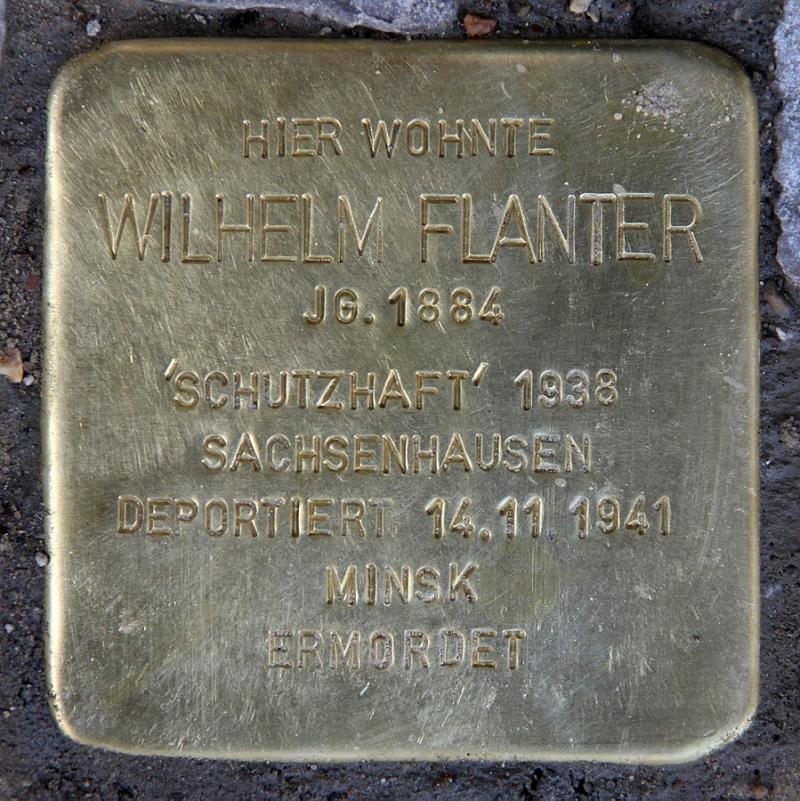 HIER WOHNTE
WILHELM FLANTER
JG. 1884
'SCHUTZHAFT' 1938
SACHSENHAUSEN
DEPORTIERT 14.11.1941
MINSK
ERMORDET